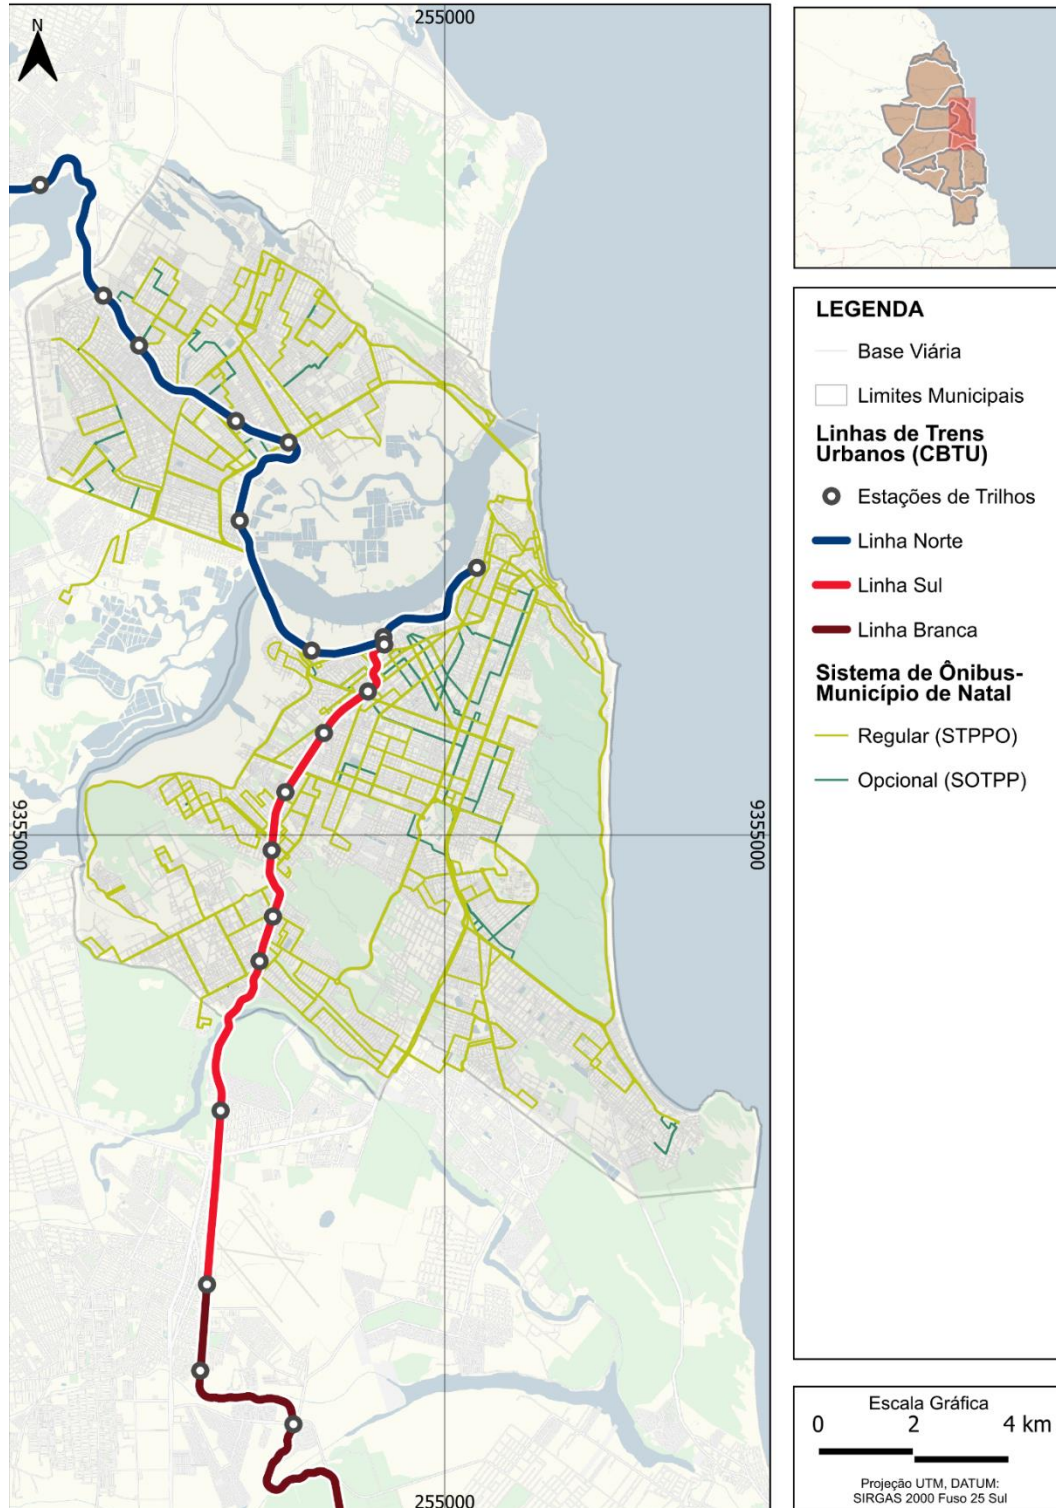 N
255000
9355000
9355000
255000
LEGENDA
Base Viária
Limites Municipais
Linhas de Trens
Urbanos (CBTU)
Estações de Trilhos
Linha Norte
Linha Sul
Linha Branca
Sistema de Ônibus-
Município de Natal
Regular (STPPO)
Opcional (SOTPP)
Escala Gráfica
0 2 4 km
Projeção UTM, DATUM:
SIRGAS 2000 Fuso 25 Sul